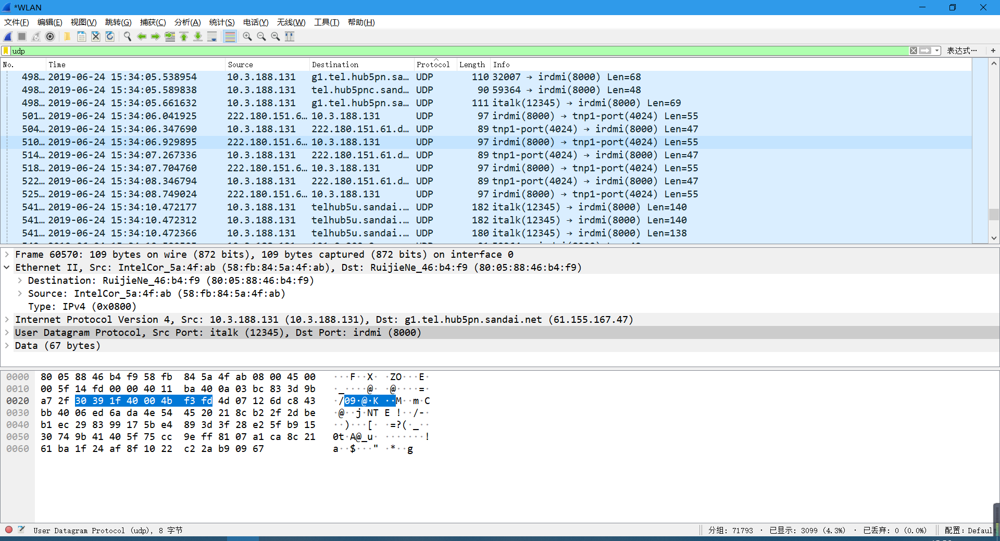 *WLAN
文件(F) 编辑(E) 视图(V) 跳转(G) 捕获(C) 分析(A) 统计(S) 电话(Y) 无线(W) 工具(T) 帮助(H)
udp 表达式… +
No. Time Source Destination Protocol Length Info
498… 2019-06-24 15:34:05.538954 10.3.188.131 g1.tel.hub5pn.sa… UDP 110 32007 → irdmi(8000) Len=68
498… 2019-06-24 15:34:05.589838 10.3.188.131 tel.hub5pnc.sand… UDP 90 59364 → irdmi(8000) Len=48
498… 2019-06-24 15:34:05.661632 10.3.188.131 g1.tel.hub5pn.sa… UDP 111 italk(12345) → irdmi(8000) Len=69
501… 2019-06-24 15:34:06.041925 222.180.151.6… 10.3.188.131 UDP 97 irdmi(8000) → tnp1-port(4024) Len=55
504… 2019-06-24 15:34:06.347690 10.3.188.131 222.180.151.61.d… UDP 89 tnp1-port(4024) → irdmi(8000) Len=47
510… 2019-06-24 15:34:06.929895 222.180.151.6… 10.3.188.131 UDP 97 irdmi(8000) → tnp1-port(4024) Len=55
514… 2019-06-24 15:34:07.267336 10.3.188.131 222.180.151.61.d… UDP 89 tnp1-port(4024) → irdmi(8000) Len=47
518… 2019-06-24 15:34:07.704760 222.180.151.6… 10.3.188.131 UDP 97 irdmi(8000) → tnp1-port(4024) Len=55
522… 2019-06-24 15:34:08.346794 10.3.188.131 222.180.151.61.d… UDP 89 tnp1-port(4024) → irdmi(8000) Len=47
525… 2019-06-24 15:34:08.749024 222.180.151.6… 10.3.188.131 UDP 97 irdmi(8000) → tnp1-port(4024) Len=55
541… 2019-06-24 15:34:10.472177 10.3.188.131 telhub5u.sandai.… UDP 182 italk(12345) → irdmi(8000) Len=140
541… 2019-06-24 15:34:10.472312 10.3.188.131 telhub5u.sandai.… UDP 182 italk(12345) → irdmi(8000) Len=140
541… 2019-06-24 15:34:10.472366 10.3.188.131 telhub5u.sandai.… UDP 180 italk(12345) → irdmi(8000) Len=138
Frame 60570: 109 bytes on wire (872 bits), 109 bytes captured (872 bits) on interface 0
Ethernet II, Src: IntelCor_5a:4f:ab (58:fb:84:5a:4f:ab), Dst: RuijieNe_46:b4:f9 (80:05:88:46:b4:f9)
Destination: RuijieNe_46:b4:f9 (80:05:88:46:b4:f9)
Source: IntelCor_5a:4f:ab (58:fb:84:5a:4f:ab)
Type: IPv4 (0x0800)
Internet Protocol Version 4, Src: 10.3.188.131 (10.3.188.131), Dst: g1.tel.hub5pn.sandai.net (61.155.167.47)
User Datagram Protocol, Src Port: italk (12345), Dst Port: irdmi (8000)
Data (67 bytes)
0000 80 05 88 46 b4 f9 58 fb 84 5a 4f ab 08 00 45 00 ···F··X· ·ZO···E·
0010 00 5f 14 fd 00 00 40 11 ba 40 0a 03 bc 83 3d 9b ·_····@· ·@····=·
0020 a7 2f 30 39 1f 40 00 4b f3 fd 4d 07 12 6d c8 43 ·/09·@·K ··M··m·C
0030 bb 40 06 ed 6a da 4e 54 45 20 21 8c b2 2f 2d be ·@··j·NT E !··/-·
0040 b1 ec 29 83 99 17 5b e4 89 3d 3f 28 e2 5f b9 15 ··)···[· ·=?(·_··
0050 30 74 9b 41 40 5f 75 cc 9e ff 81 07 a1 ca 8c 21 0t·A@_u· ·······!
0060 61 ba 1f 24 af 8f 10 22 c2 2a b9 09 67 a··$···" ·*··g
User Datagram Protocol (udp), 8 字节 分组: 71793 · 已显示: 3099 (4.3%) · 已丢弃: 0 (0.0%) 配置: Defaul